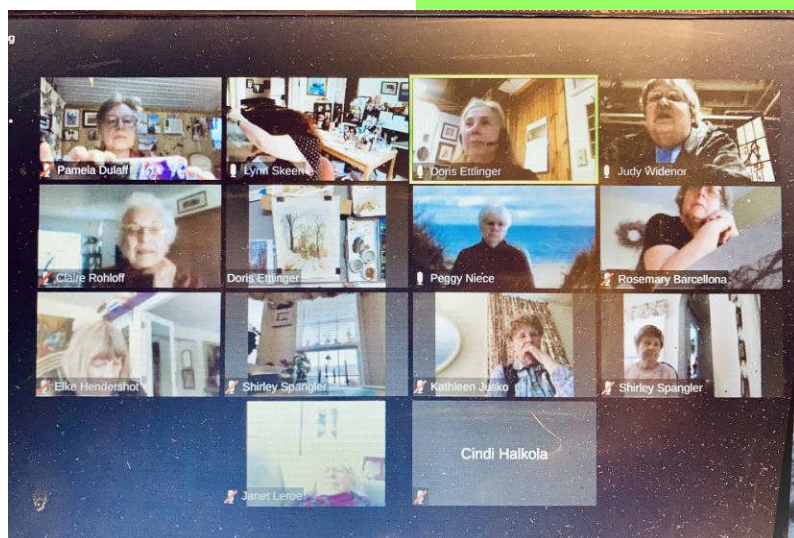 g
Pamela Dulaff
Lynn Skeen
Doris Ettlinger
Judy Widenor
Claire Rohloff
Doris Ettlinger
Peggy Niece
Rosemary Barcellona
Elke Hendershot
Shirley Spangler
Kathleen Jusko
Shirley Spangler
Janet Leroe
Cindi Halkola